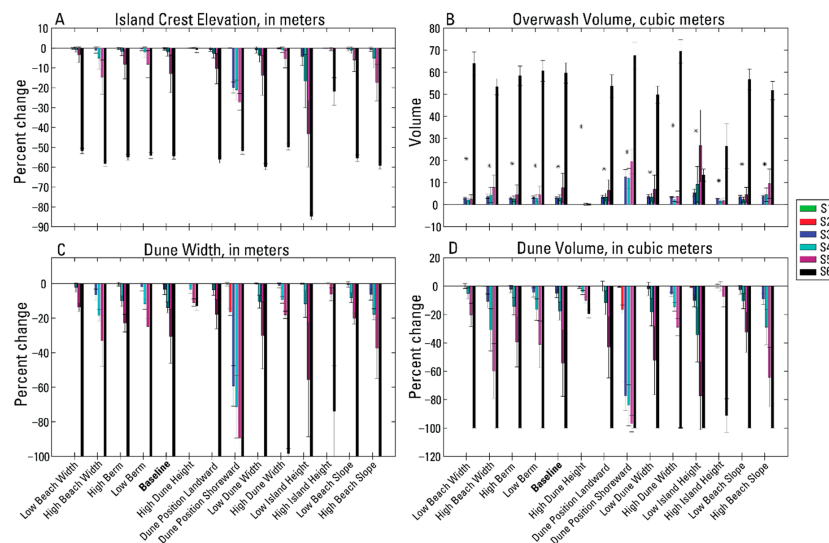 A Island Crest Elevation, in meters
10
0
−10
−20
−30
−40
−50
−60
−70
−80
−90
Percent change
B Overwash Volume, cubic meters
80
70
60
50
40
30
20
10
0
−10
Volume
* * * * * * * * * * * * * *
C Dune Width, in meters
0
−20
−40
−60
−80
−100
Percent change
D Dune Volume, in cubic meters
20
0
−20
−40
−60
−80
−100
−120
Percent change
Low Beach Width
High Beach Width
High Berm
Low Berm
Baseline
High Dune Height
Dune Position Landward
Dune Position Shoreward
Low Dune Width
High Dune Width
Low Island Height
High Island Height
Low Beach Slope
High Beach Slope
Low Beach Width
High Beach Width
High Berm
Low Berm
Baseline
High Dune Height
Dune Position Landward
Dune Position Shoreward
Low Dune Width
High Dune Width
Low Island Height
High Island Height
Low Beach Slope
High Beach Slope